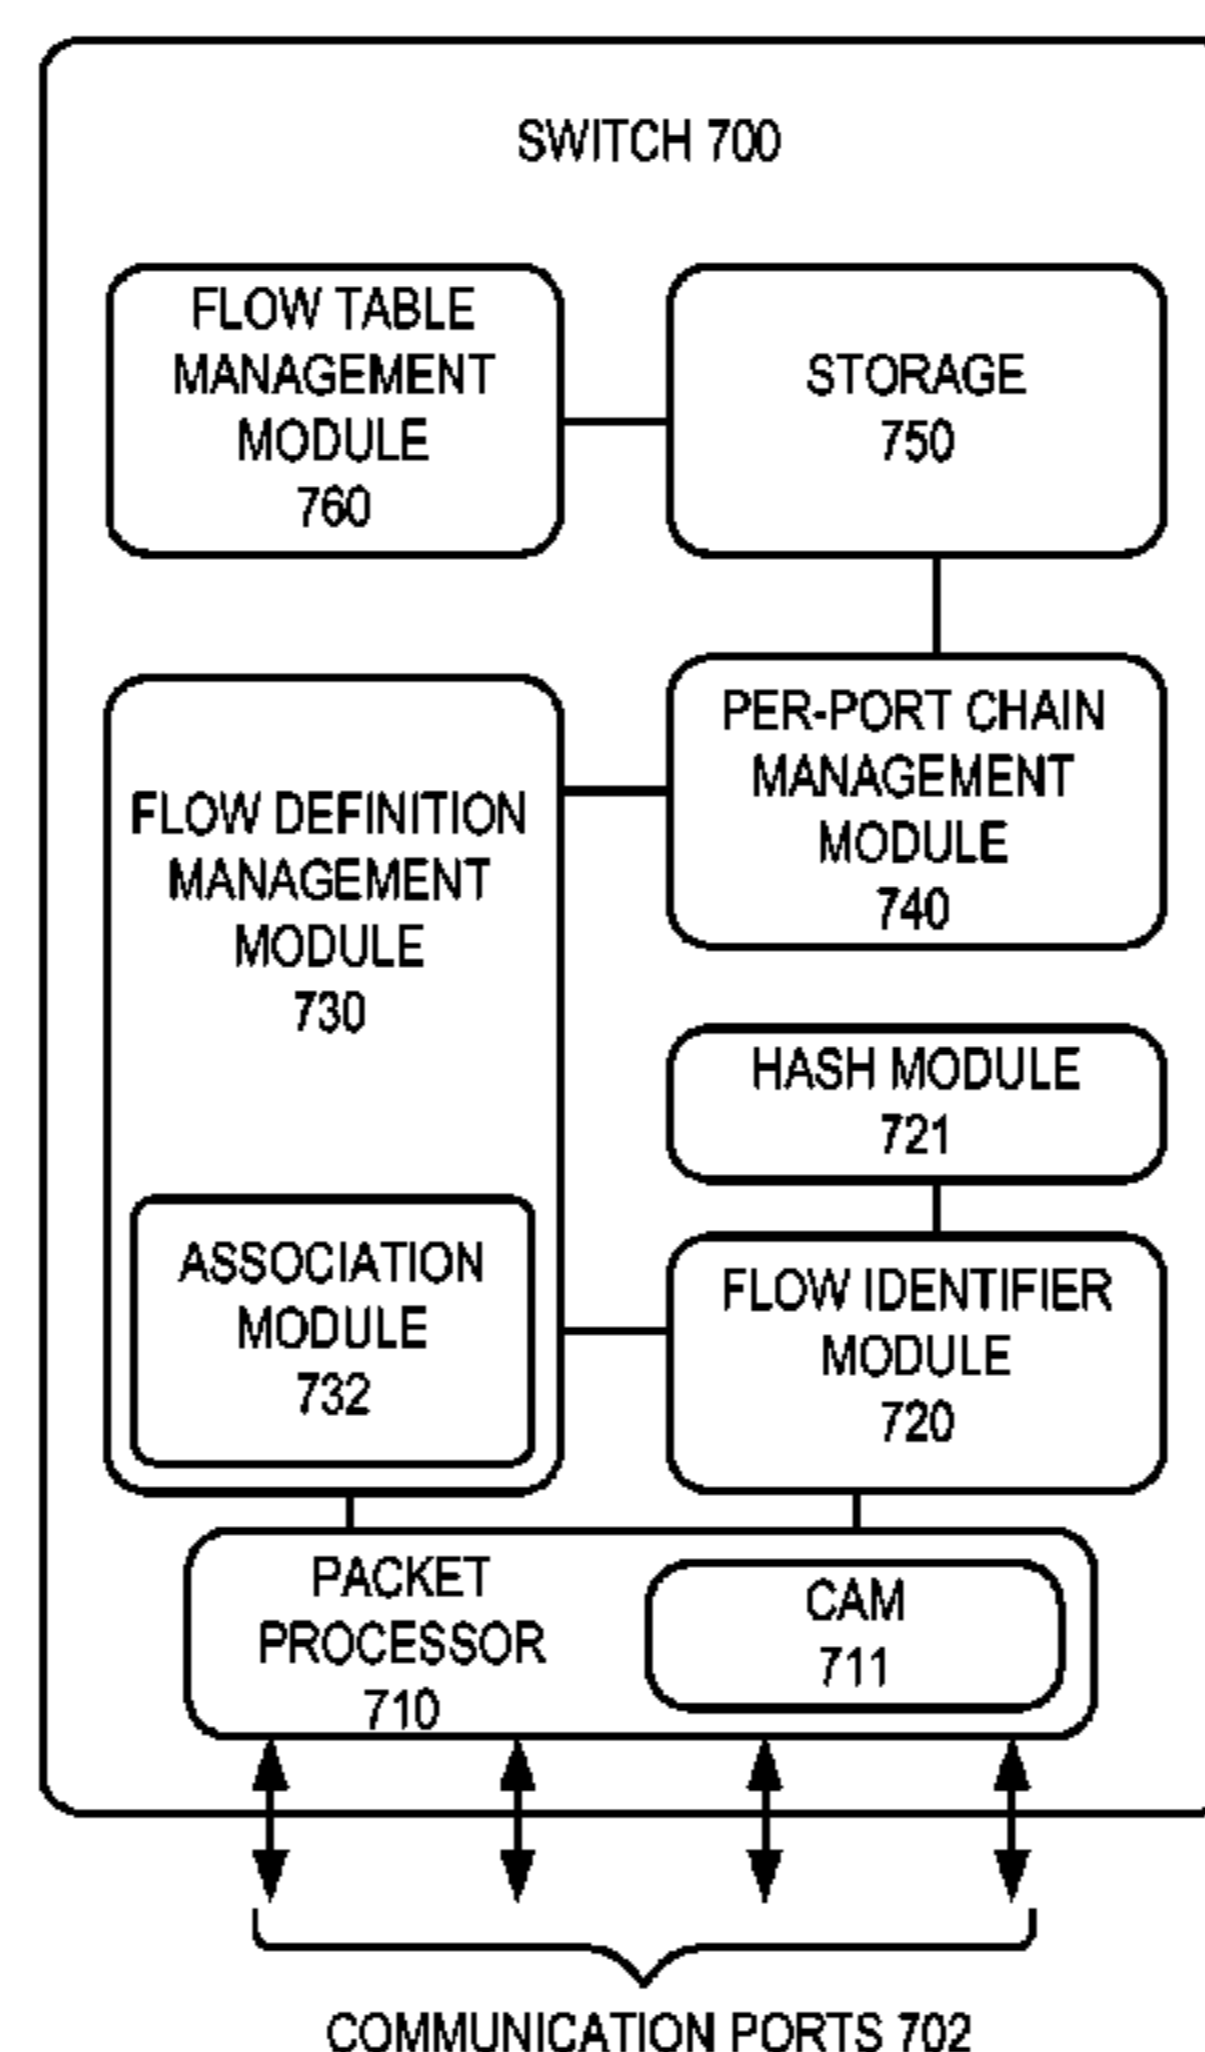 SWITCH 700
FLOW TABLE
MANAGEMENT
MODULE
760
STORAGE
750
PER-PORT CHAIN
MANAGEMENT
MODULE
740
FLOW DEFINITION
MANAGEMENT
MODULE
730
HASH MODULE
721
ASSOCIATION
MODULE
732
FLOW IDENTIFIER
MODULE
720
PACKET
PROCESSOR
710
CAM
711
COMMUNICATION PORTS 702